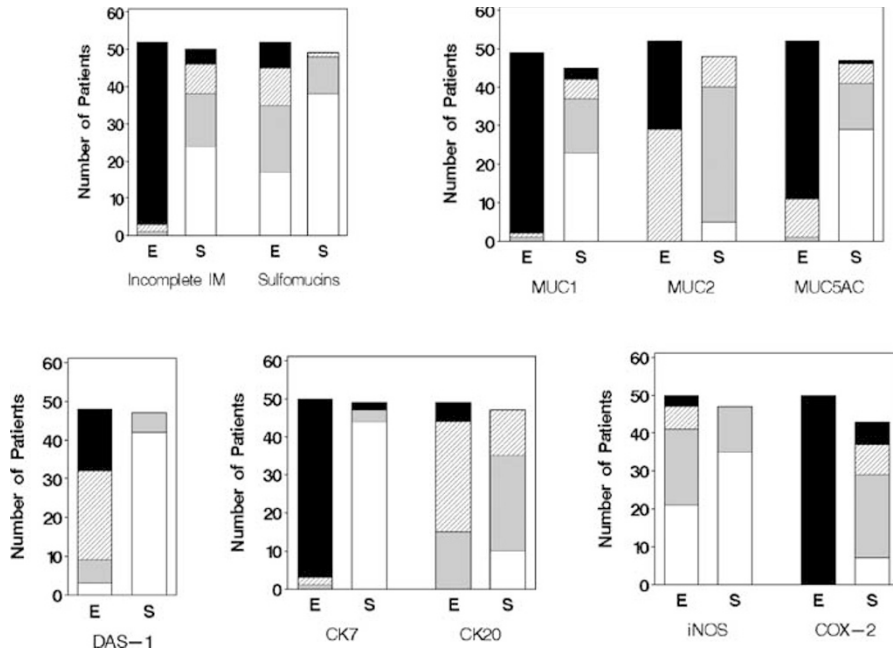 60
50
40
30
20
10
0
Number of Patients
E S E S
Incomplete IM Sulfomucins
60
50
40
30
20
10
0
Number of Patients
E S E S E S
MUC1 MUC2 MUC5AC
60
50
40
30
20
10
0
Number of Patients
E S
DAS-1
60
50
40
30
20
10
0
Number of Patients
E S E S
CK7 CK20
60
50
40
30
20
10
0
Number of Patients
E S E S
iNOS COX-2